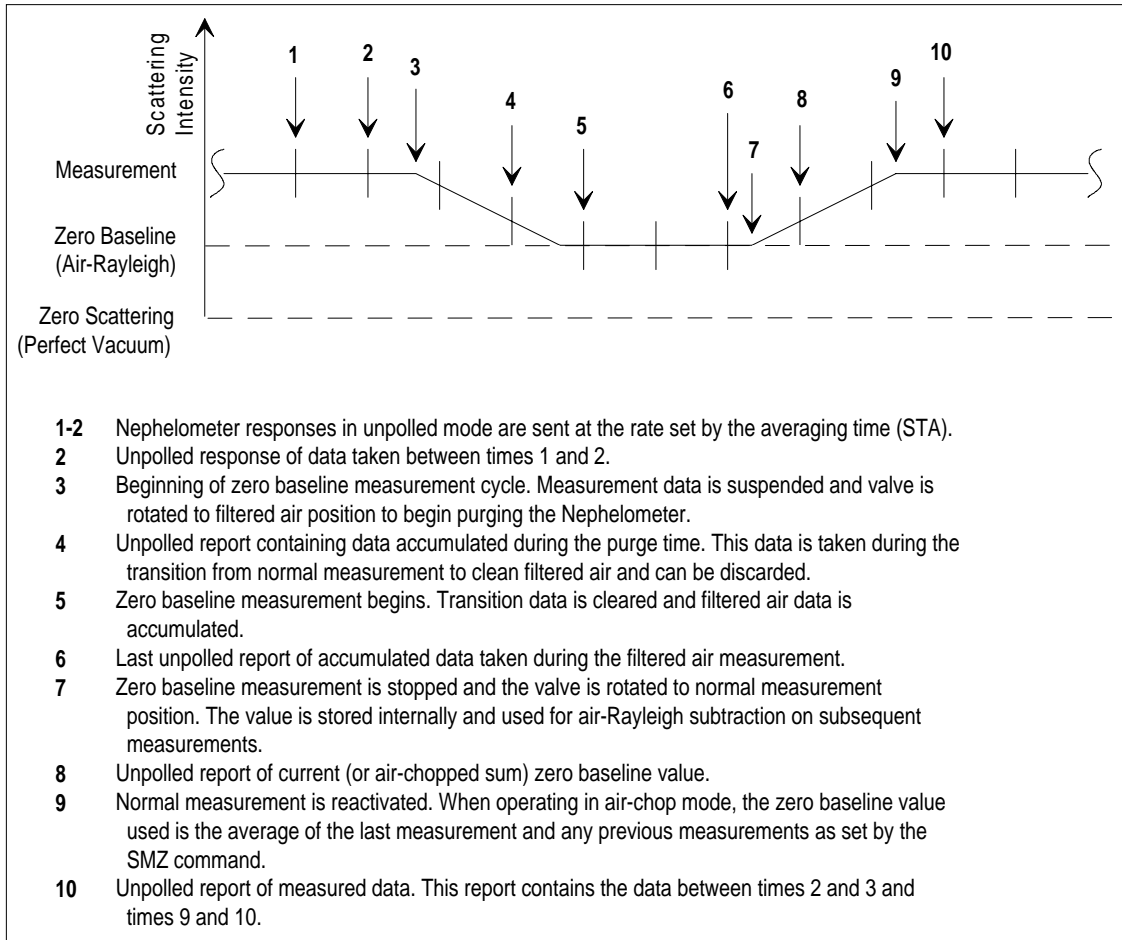 Scattering
Intensity
1
2
3
4
5
6
7
8
9
10
Measurement
Zero Baseline
(Air-Rayleigh)
Zero Scattering
(Perfect Vacuum)
1-2 Nephelometer responses in unpolled mode are sent at the rate set by the averaging time (STA).
2 Unpolled response of data taken between times 1 and 2.
3 Beginning of zero baseline measurement cycle. Measurement data is suspended and valve is
rotated to filtered air position to begin purging the Nephelometer.
4 Unpolled report containing data accumulated during the purge time. This data is taken during the
transition from normal measurement to clean filtered air and can be discarded.
5 Zero baseline measurement begins. Transition data is cleared and filtered air data is
accumulated.
6 Last unpolled report of accumulated data taken during the filtered air measurement.
7 Zero baseline measurement is stopped and the valve is rotated to normal measurement
position. The value is stored internally and used for air-Rayleigh subtraction on subsequent
measurements.
8 Unpolled report of current (or air-chopped sum) zero baseline value.
9 Normal measurement is reactivated. When operating in air-chop mode, the zero baseline value
used is the average of the last measurement and any previous measurements as set by the
SMZ command.
10 Unpolled report of measured data. This report contains the data between times 2 and 3 and
times 9 and 10.